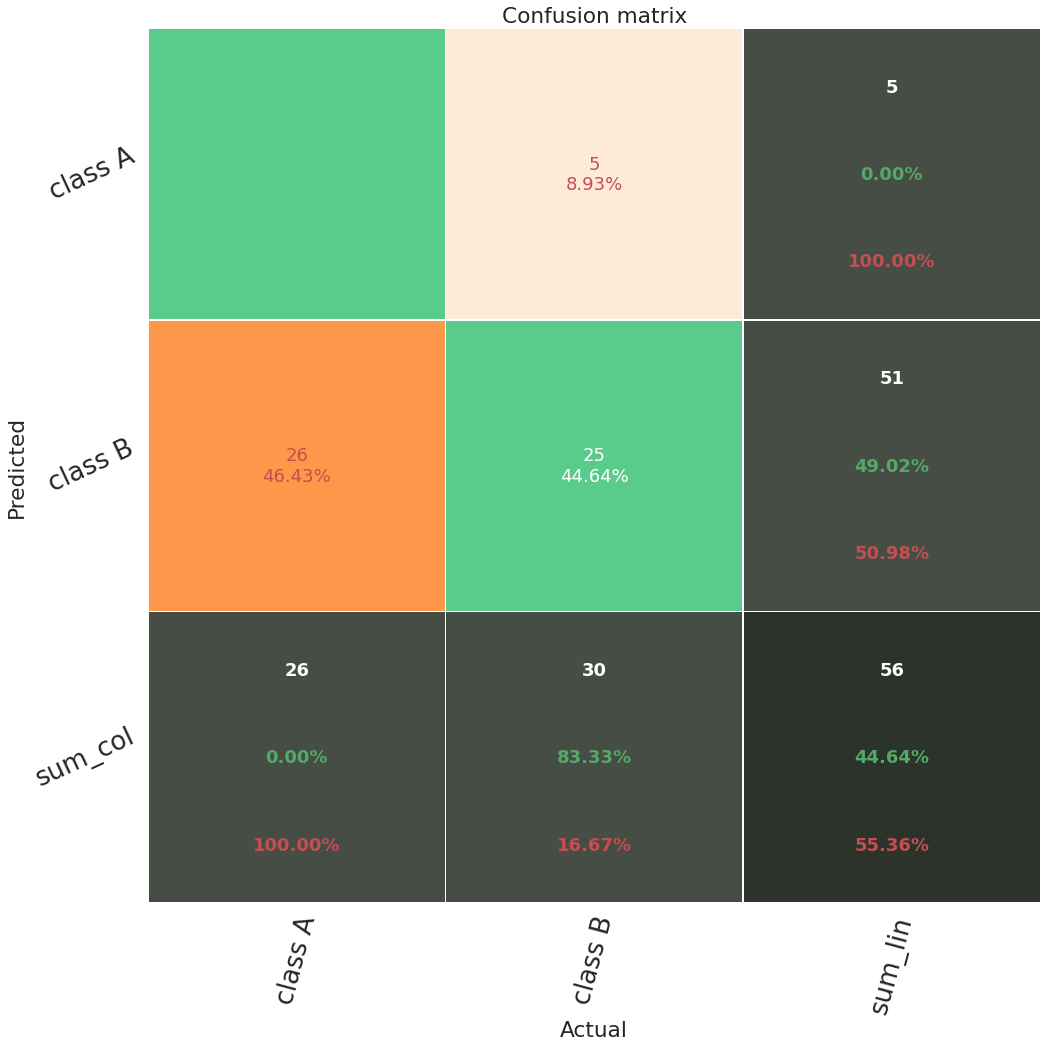 Confusion matrix
Predicted
class A
5
8.93%
5
0.00%
100.00%
class B
26
46.43%
25
44.64%
51
49.02%
50.98%
sum_col
26
0.00%
100.00%
30
83.33%
16.67%
56
44.64%
55.36%
class A
class B
sum_lin
Actual